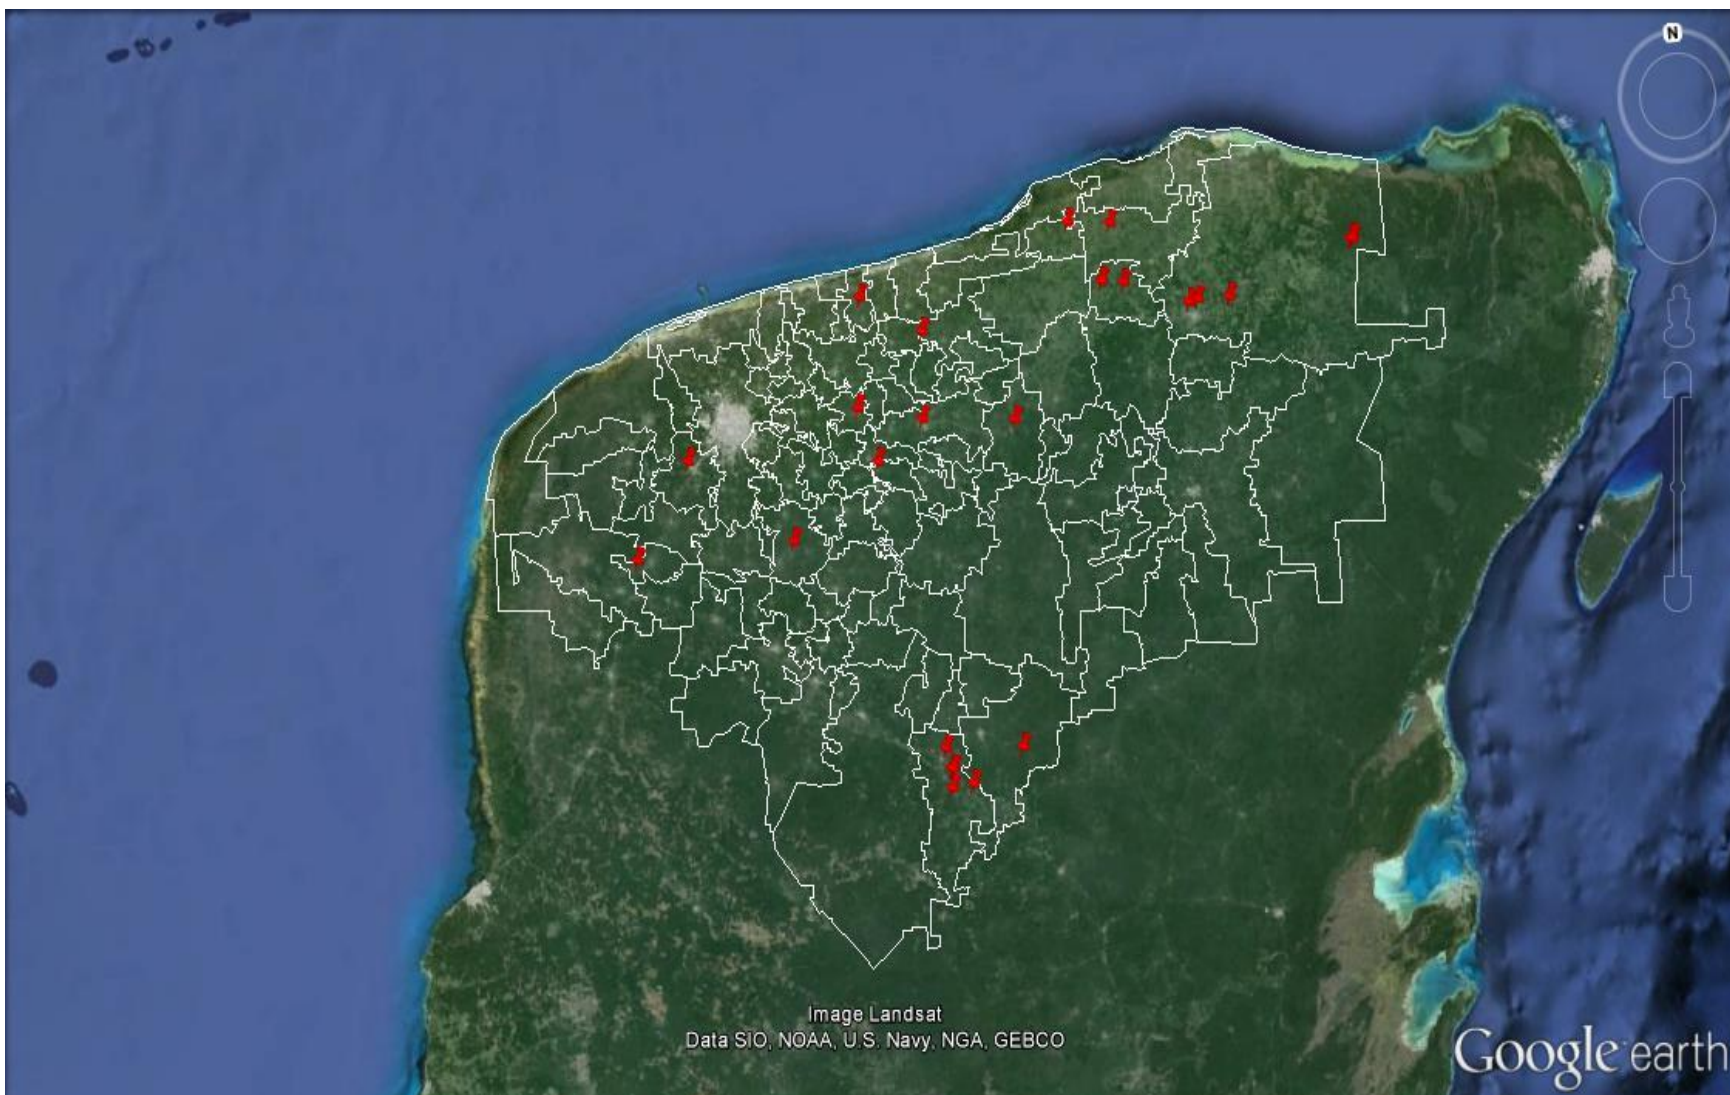 N
Image Landsat
Data SIO, NOAA, U.S. Navy, NGA, GEBCO
Google earth